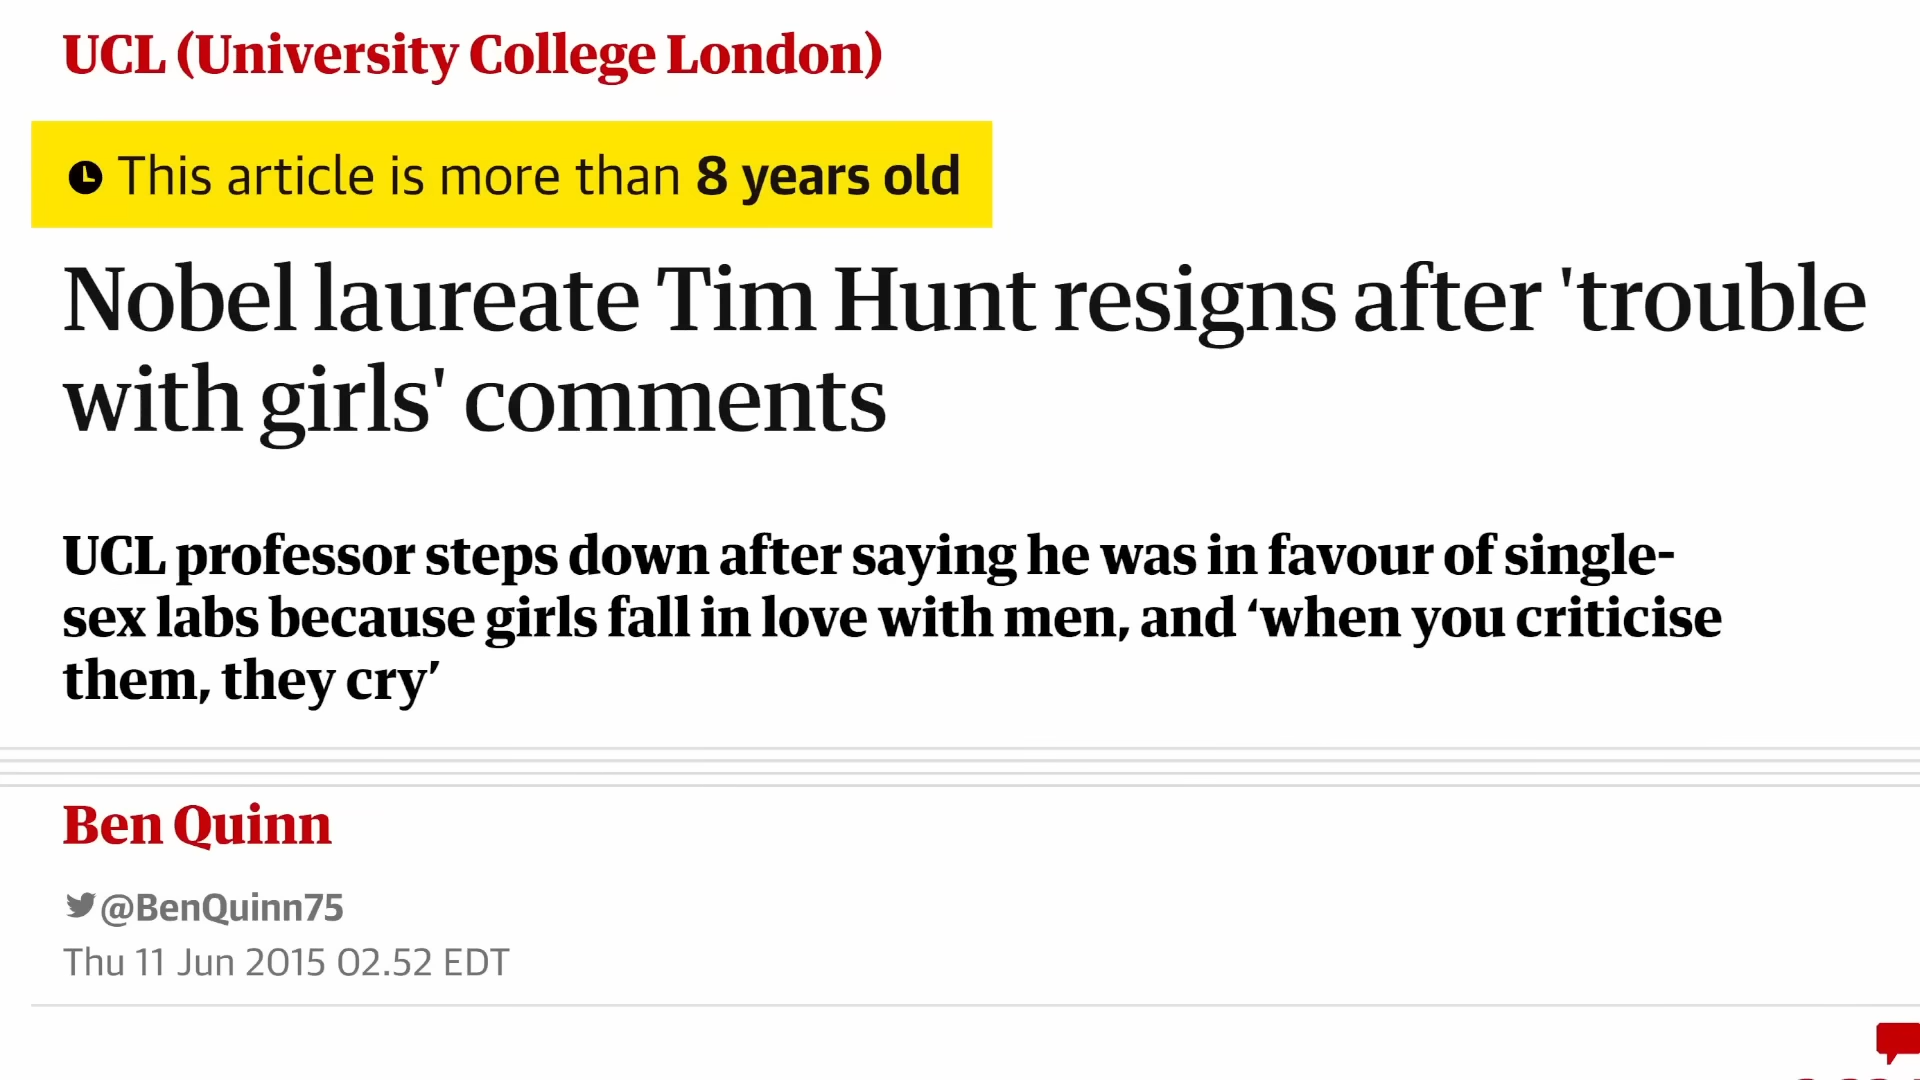 UCL (University College London)
This article is more than 8 years old
Nobel laureate Tim Hunt resigns after 'trouble
with girls' comments
UCL professor steps down after saying he was in favour of single-
sex labs because girls fall in love with men, and ‘when you criticise
them, they cry’
Ben Quinn
@BenQuinn75
Thu 11 Jun 2015 02.52 EDT